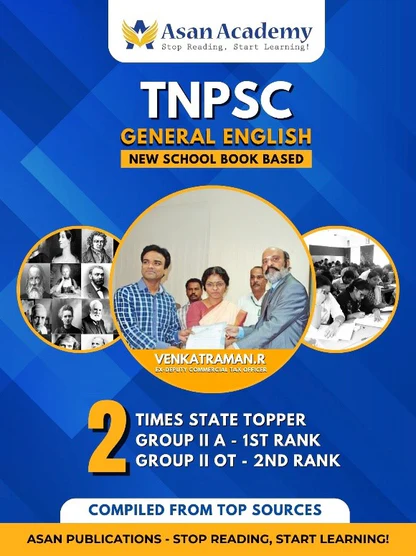 Asan Academy
Stop Reading, Start Learning!
TNPSC
GENERAL ENGLISH
NEW SCHOOL BOOK BASED
VENKATRAMAN.R
EX-DEPUTY COMMERCIAL TAX OFFICER
2 TIMES STATE TOPPER
GROUP II A - 1ST RANK
GROUP II OT - 2ND RANK
COMPILED FROM TOP SOURCES
ASAN PUBLICATIONS - STOP READING, START LEARNING!